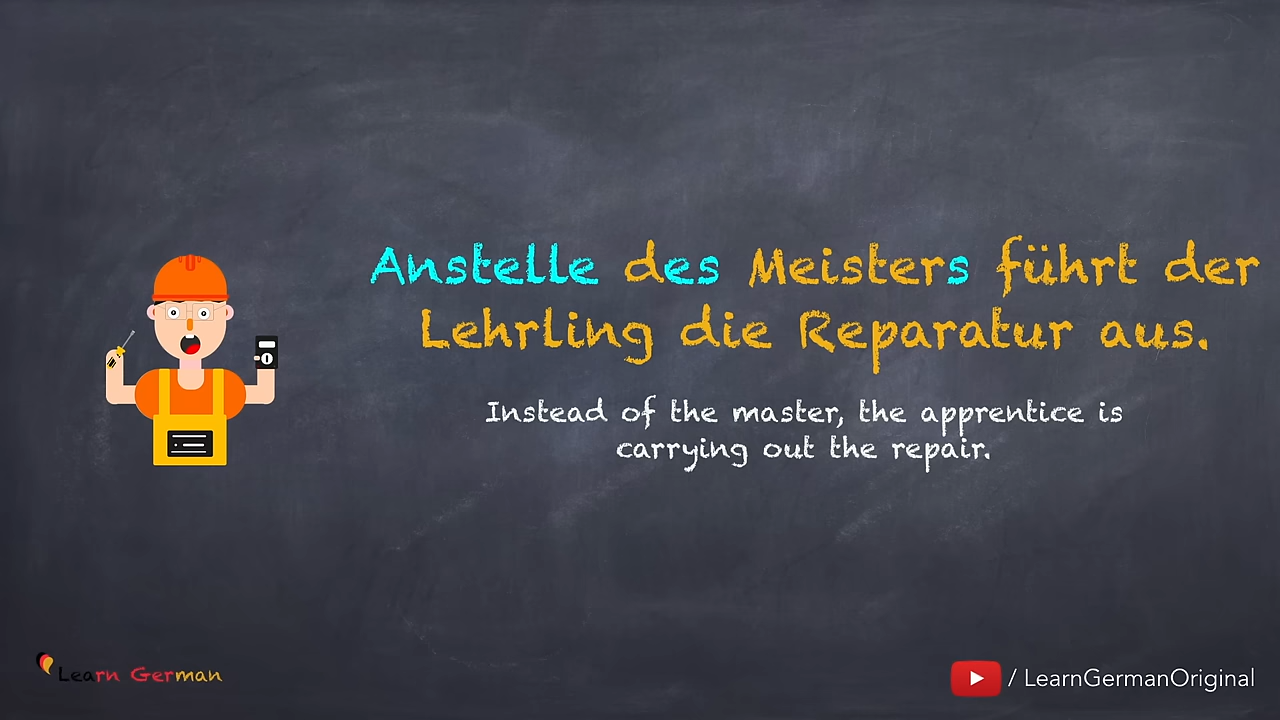 Anstelle des Meisters führt der
Lehrling die Reparatur aus.
Instead of the master, the apprentice is
carrying out the repair.
Learn German
/ LearnGermanOriginal